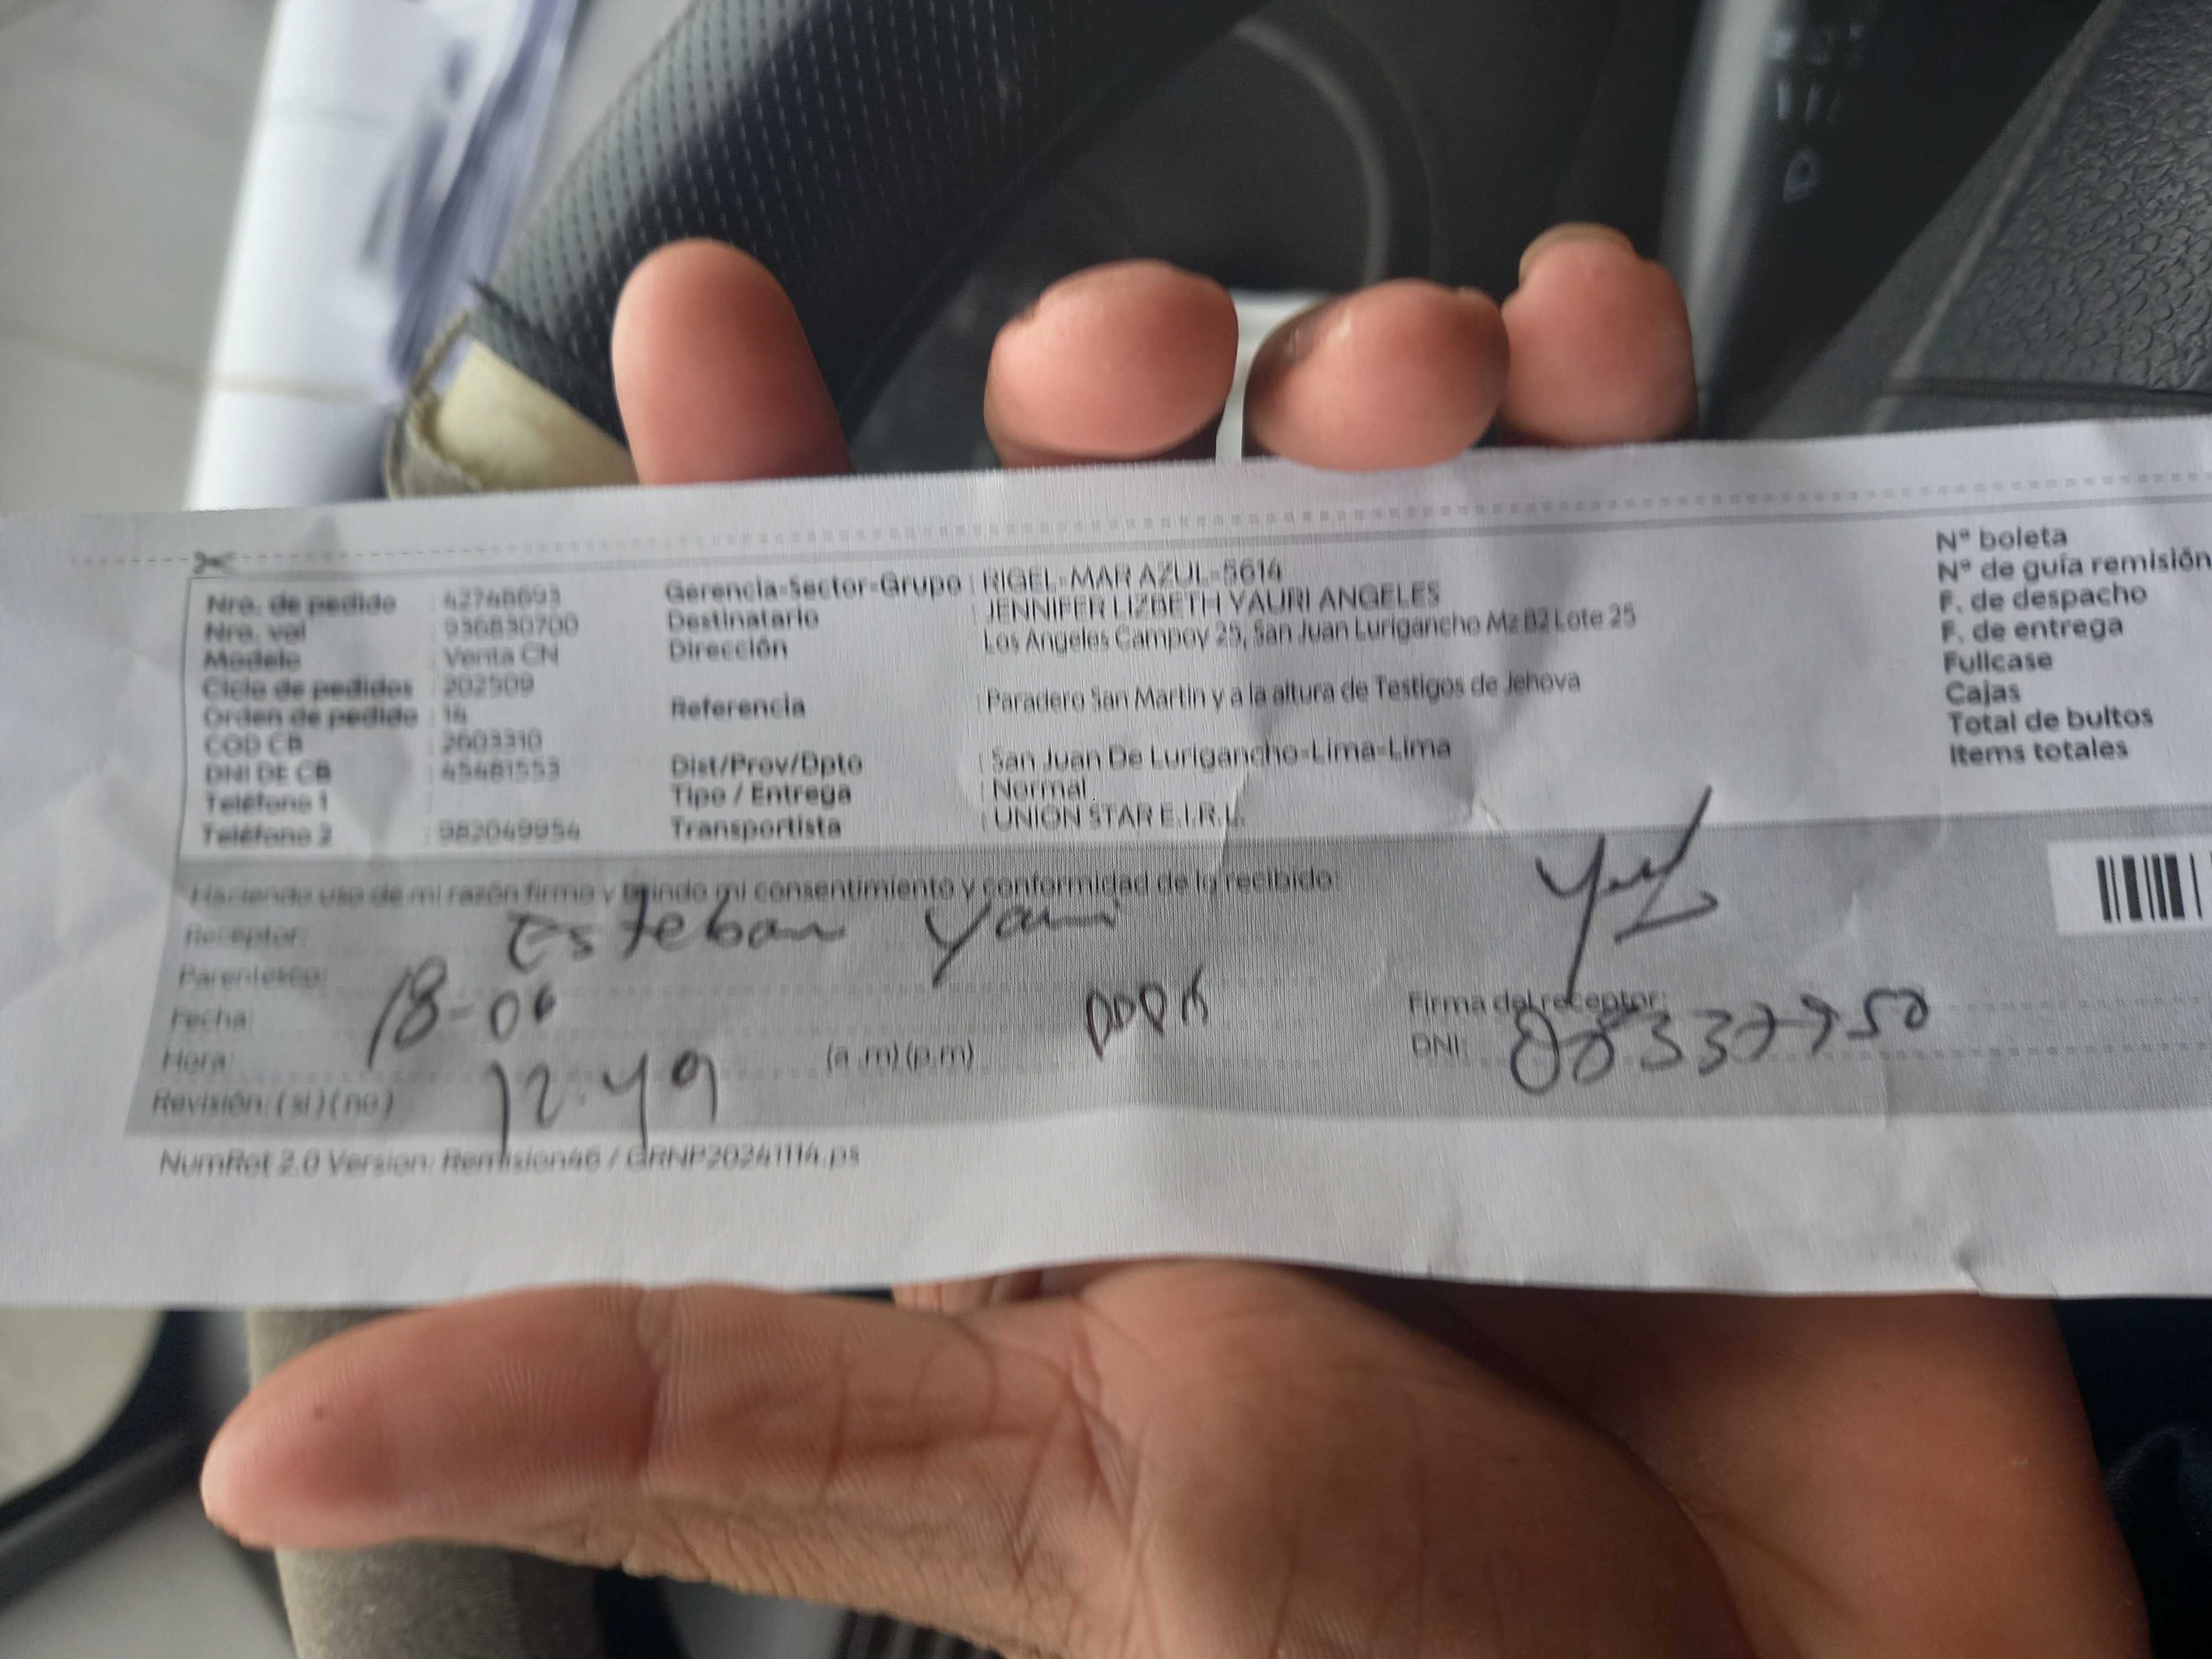 Nro. de pedido : 42748693
Nro. val : 936830700
Modelo : Venta CN
Ciclo de pedidos : 202509
Orden de pedido : 14
COD CB : 2603310
DNI DE CB : 45481553
Teléfono 1 :
Teléfono 2 : 982049954
Gerencia-Sector-Grupo : RIGEL-MAR AZUL-5614
Destinatario : JENNIFER LIZBETH YAURI ANGELES
Dirección : Los Angeles Campoy 25, San Juan Lurigancho Mz B2 Lote 25
Referencia : Paradero San Martin y a la altura de Testigos de Jehova
Dist/Prov/Dpto : San Juan De Lurigancho-Lima-Lima
Tipo / Entrega : Normal
Transportista : UNION STAR E.I.R.L.
N° boleta
N° de guía remisión
F. de despacho
F. de entrega
Fullcase
Cajas
Total de bultos
Items totales
Haciendo uso de mi razón firmo y brindo mi consentimiento y conformidad de lo recibido:
Receptor: Esteban Yauri
Parentesco:
Fecha: 18-06
Hora: 12:49 (a.m) (p.m)
Revisión: ( si ) ( no )
Firma del receptor:
DNI: 08337950
NumRot 2.0 Version: Remision46 / GRNP20241114.ps